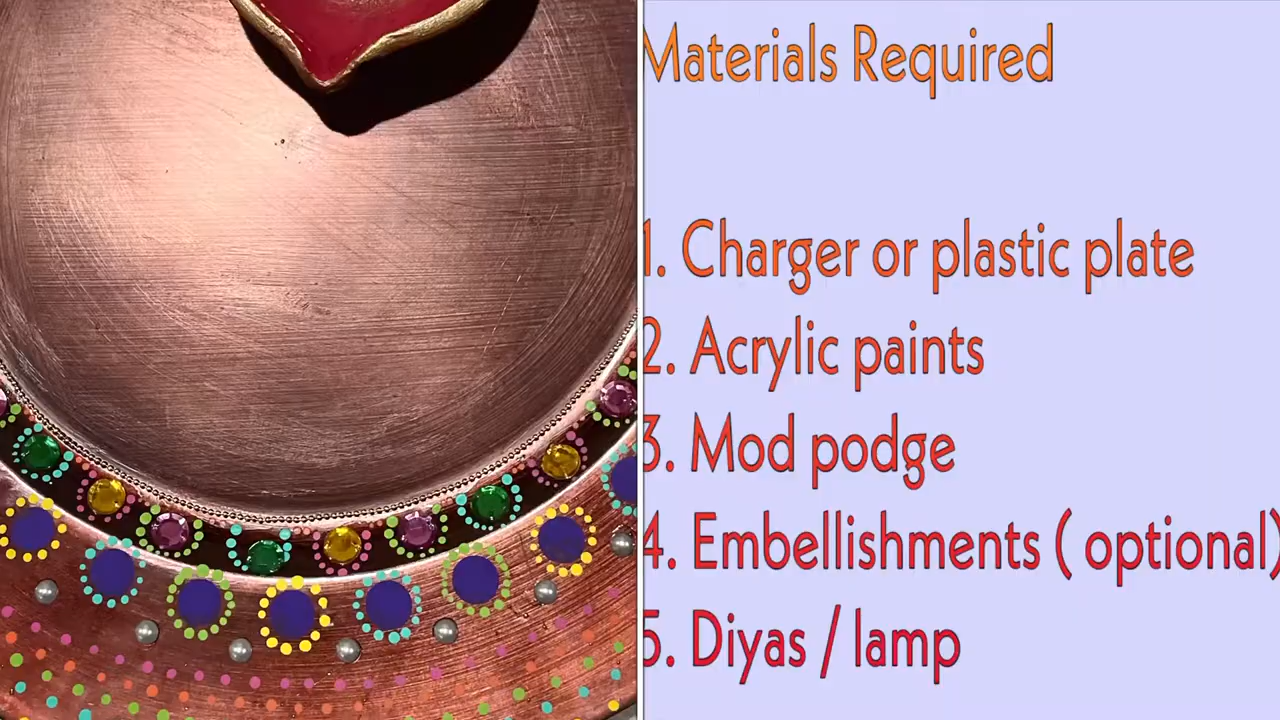 Materials Required
1. Charger or plastic plate
2. Acrylic paints
3. Mod podge
4. Embellishments ( optional)
5. Diyas / lamp